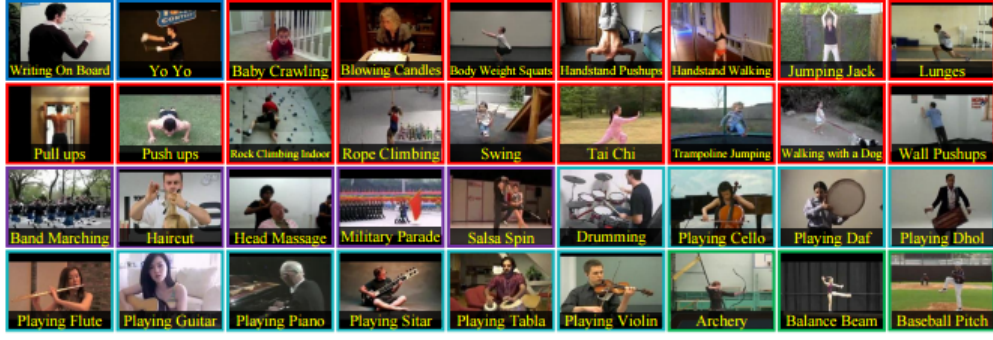 Writing On Board
Yo Yo
Baby Crawling
Blowing Candles
Body Weight Squats
Handstand Pushups
Handstand Walking
Jumping Jack
Lunges
Pull ups
Push ups
Rock Climbing Indoor
Rope Climbing
Swing
Tai Chi
Trampoline Jumping
Walking with a Dog
Wall Pushups
Band Marching
Haircut
Head Massage
Military Parade
Salsa Spin
Drumming
Playing Cello
Playing Daf
Playing Dhol
Playing Flute
Playing Guitar
Playing Piano
Playing Sitar
Playing Tabla
Playing Violin
Archery
Balance Beam
Baseball Pitch